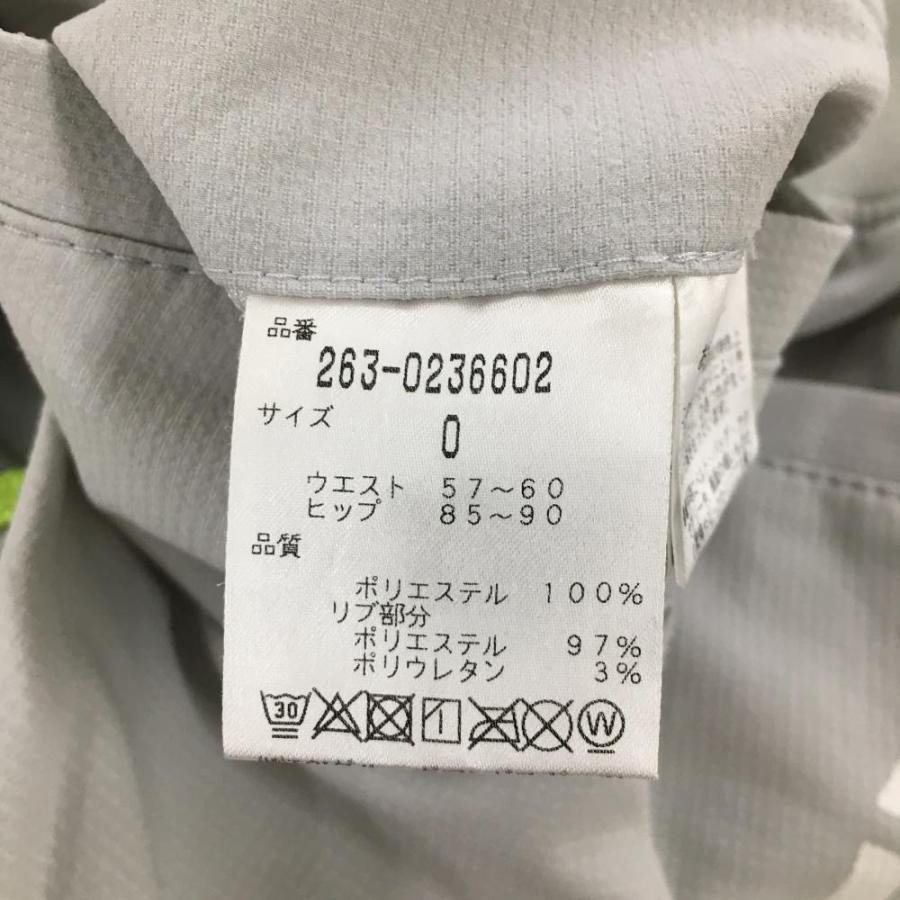 品番
263-0236602
サイズ
0
ウエスト 57～60
ヒップ 85～90
品質
ポリエステル 100%
リブ部分
ポリエステル 97%
ポリウレタン 3%
30
W